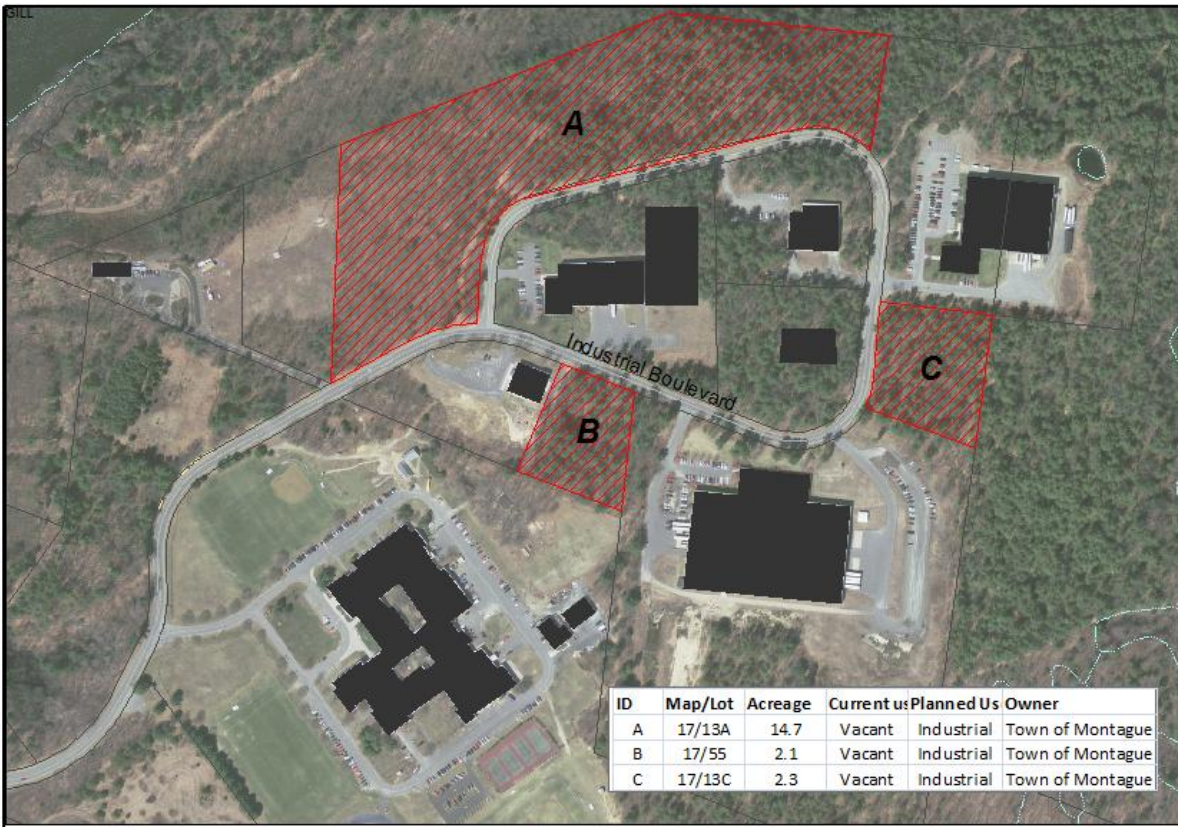 GILL
A
Industrial Boulevard
C
B
ID Map/Lot Acreage Current us Planned Us Owner
A 17/13A 14.7 Vacant Industrial Town of Montague
B 17/55 2.1 Vacant Industrial Town of Montague
C 17/13C 2.3 Vacant Industrial Town of Montague